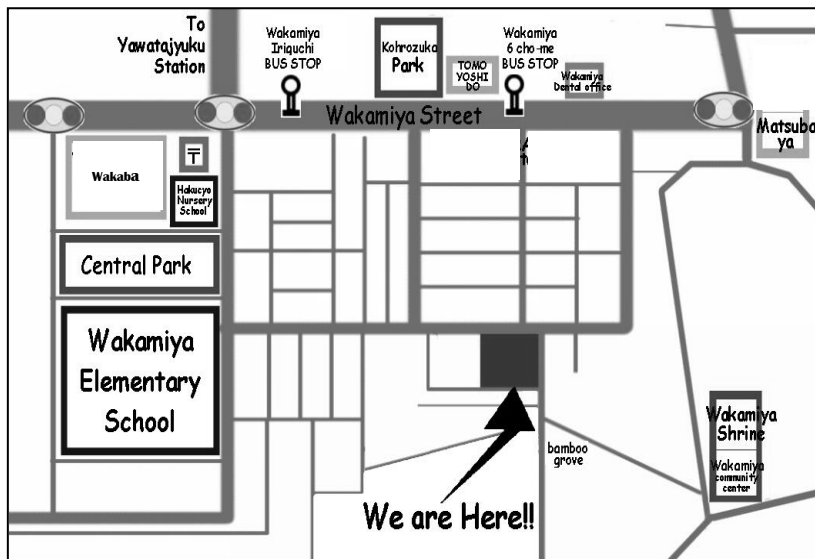 To
Yawatajyuku
Station
Wakamiya
Iriguchi
BUS STOP
Kohrozuka
Park
TOMO
YOSHI
DO
Wakamiya
6 cho-me
BUS STOP
Wakamiya
Dental office
Wakamiya Street
Matsuba
ya
Wakaba
〒
Hakucyo
Nursery
School
Central Park
Wakamiya
Elementary
School
Wakamiya
Shrine
Wakamiya
community
center
bamboo
grove
We are Here!!